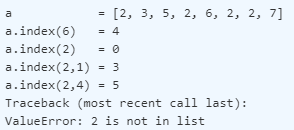 a          = [2, 3, 5, 2, 6, 2, 2, 7]
a.index(6)   = 4
a.index(2)   = 0
a.index(2,1) = 3
a.index(2,4) = 5
Traceback (most recent call last):
ValueError: 2 is not in list